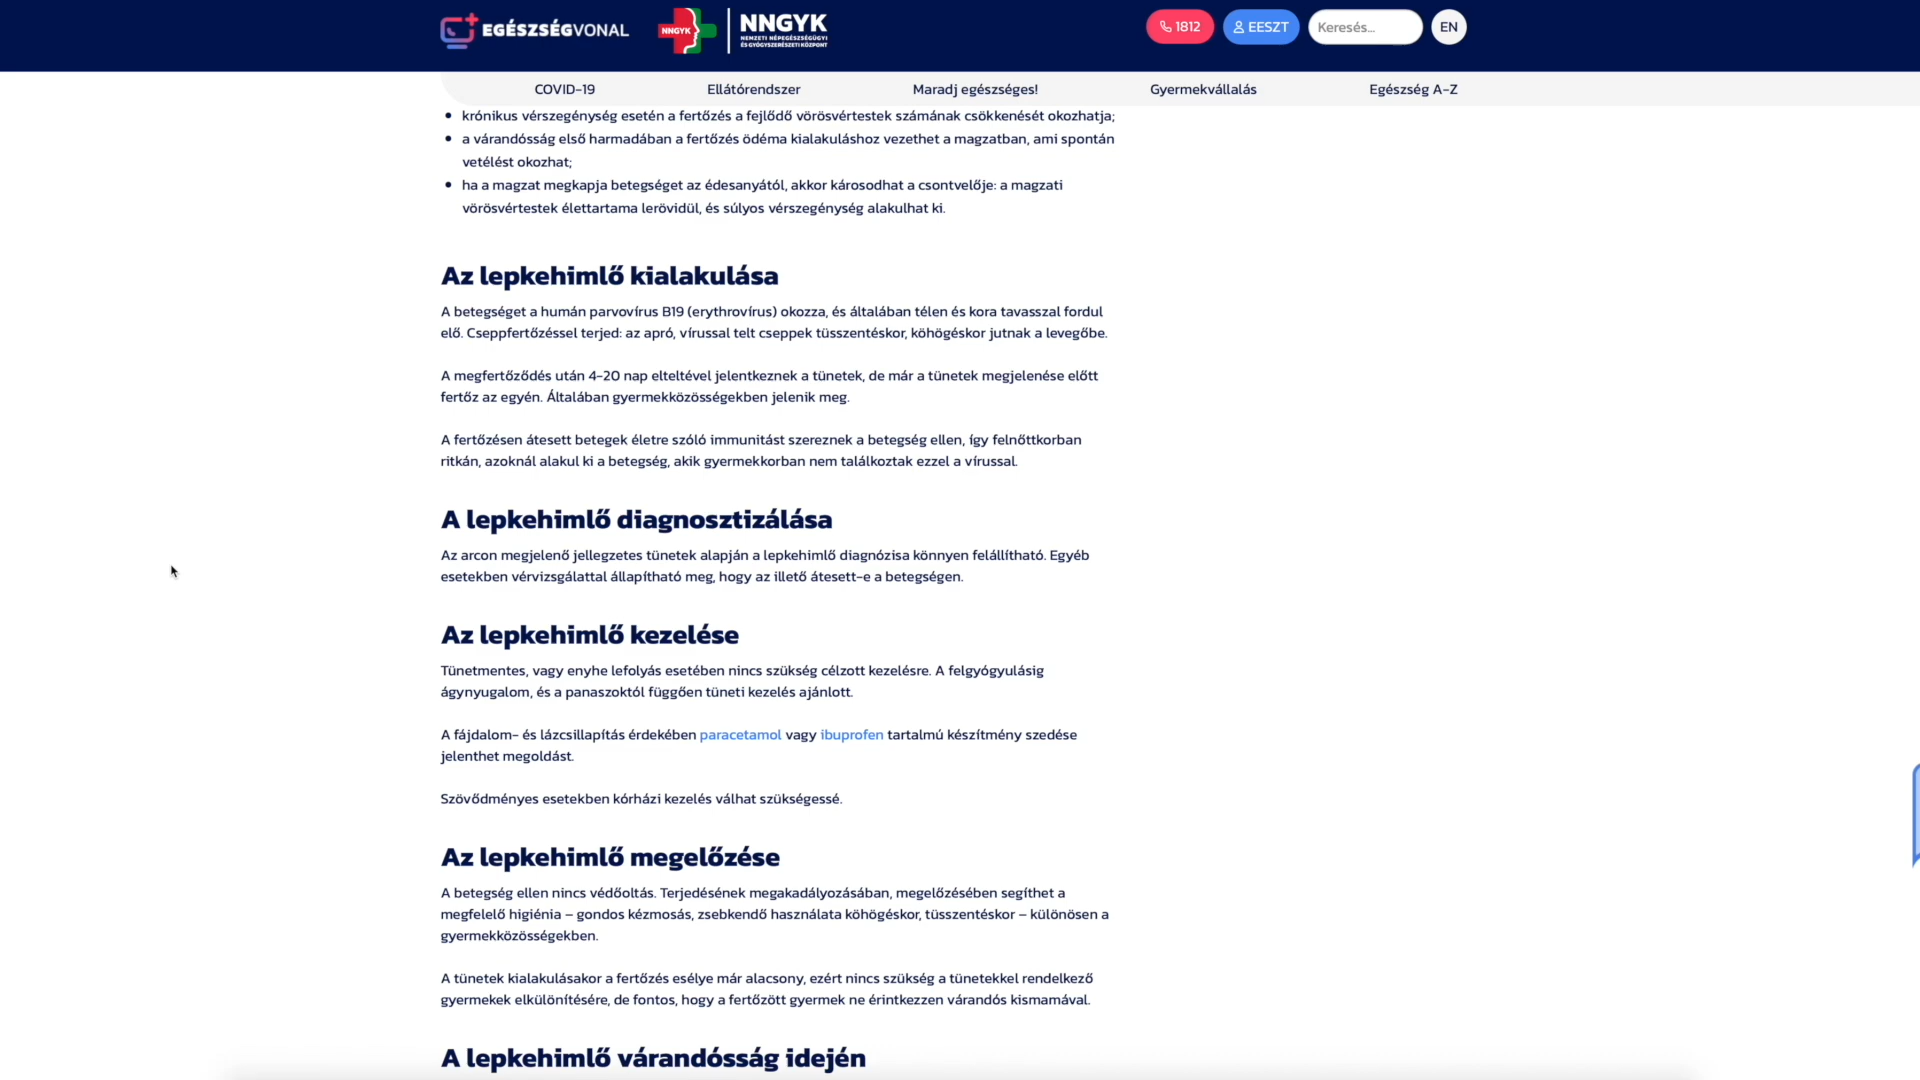 EGÉSZSÉGVONAL
NNGYK
NNGYK
NEMZETI NÉPEGÉSZSÉGÜGYI
ÉS GYÓGYSZERÉSZETI KÖZPONT
1812
EESZT
Keresés...
EN
COVID-19
Ellátórendszer
Maradj egészséges!
Gyermekvállalás
Egészség A-Z
krónikus vérszegénység esetén a fertőzés a fejlődő vörösvértestek számának csökkenését okozhatja;
a várandósság első harmadában a fertőzés ödéma kialakuláshoz vezethet a magzatban, ami spontán
vetélést okozhat;
ha a magzat megkapja betegséget az édesanyától, akkor károsodhat a csontvelője: a magzati
vörösvértestek élettartama lerövidül, és súlyos vérszegénység alakulhat ki.
Az lepkehimlő kialakulása
A betegséget a humán parvovírus B19 (erythrovírus) okozza, és általában télen és kora tavasszal fordul
elő. Cseppfertőzéssel terjed: az apró, vírussal telt cseppek tüsszentéskor, köhögéskor jutnak a levegőbe.
A megfertőződés után 4-20 nap elteltével jelentkeznek a tünetek, de már a tünetek megjelenése előtt
fertőz az egyén. Általában gyermekközösségekben jelenik meg.
A fertőzésen átesett betegek életre szóló immunitást szereznek a betegség ellen, így felnőttkorban
ritkán, azoknál alakul ki a betegség, akik gyermekkorban nem találkoztak ezzel a vírussal.
A lepkehimlő diagnosztizálása
Az arcon megjelenő jellegzetes tünetek alapján a lepkehimlő diagnózisa könnyen felállítható. Egyéb
esetekben vérvizsgálattal állapítható meg, hogy az illető átesett-e a betegségen.
Az lepkehimlő kezelése
Tünetmentes, vagy enyhe lefolyás esetében nincs szükség célzott kezelésre. A felgyógyulásig
ágynyugalom, és a panaszoktól függően tüneti kezelés ajánlott.
A fájdalom- és lázcsillapítás érdekében paracetamol vagy ibuprofen tartalmú készítmény szedése
jelenthet megoldást.
Szövődményes esetekben kórházi kezelés válhat szükségessé.
Az lepkehimlő megelőzése
A betegség ellen nincs védőoltás. Terjedésének megakadályozásában, megelőzésében segíthet a
megfelelő higiénia – gondos kézmosás, zsebkendő használata köhögéskor, tüsszentéskor – különösen a
gyermekközösségekben.
A tünetek kialakulásakor a fertőzés esélye már alacsony, ezért nincs szükség a tünetekkel rendelkező
gyermekek elkülönítésére, de fontos, hogy a fertőzött gyermek ne érintkezzen várandós kismamával.
A lepkehimlő várandósság idején